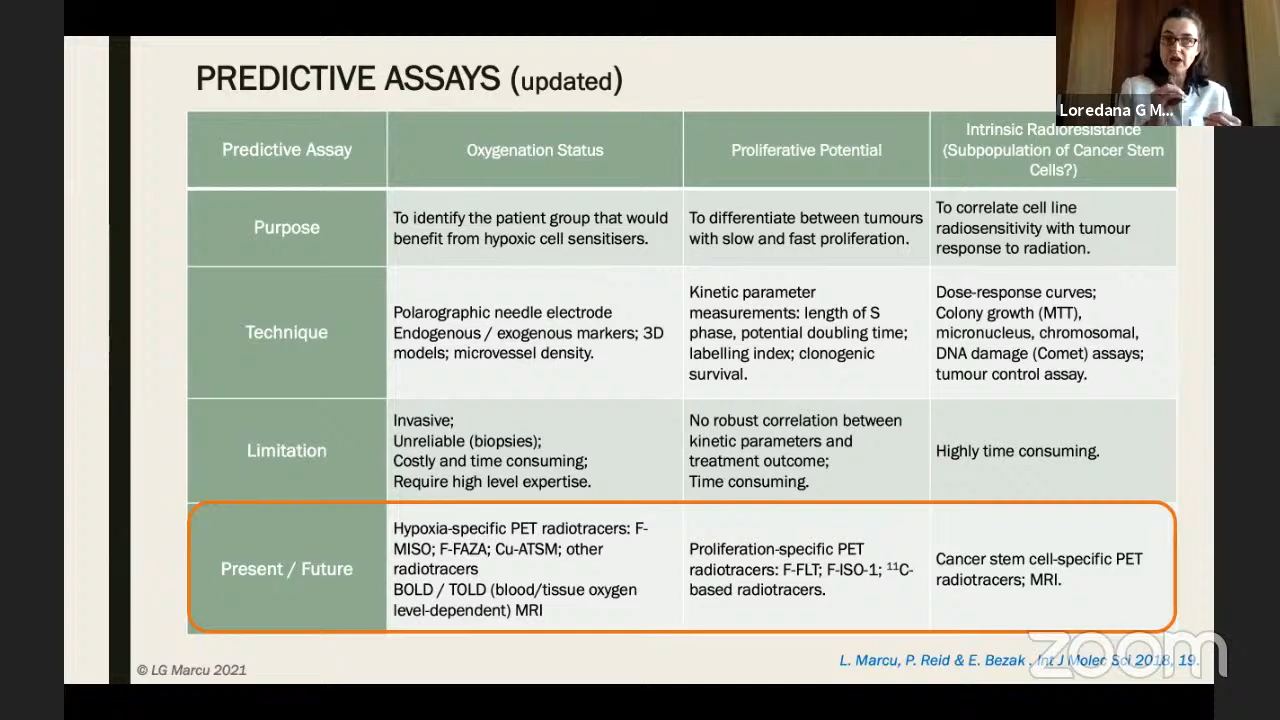 PREDICTIVE ASSAYS (updated)
Loredana G M...
Predictive Assay
Oxygenation Status
Proliferative Potential
Intrinsic Radioresistance
(Subpopulation of Cancer Stem
Cells?)
Purpose
To identify the patient group that would
benefit from hypoxic cell sensitisers.
To differentiate between tumours
with slow and fast proliferation.
To correlate cell line
radiosensitivity with tumour
response to radiation.
Technique
Polarographic needle electrode
Endogenous / exogenous markers; 3D
models; microvessel density.
Kinetic parameter
measurements: length of S
phase, potential doubling time;
labelling index; clonogenic
survival.
Dose-response curves;
Colony growth (MTT),
micronucleus, chromosomal,
DNA damage (Comet) assays;
tumour control assay.
Limitation
Invasive;
Unreliable (biopsies);
Costly and time consuming;
Require high level expertise.
No robust correlation between
kinetic parameters and
treatment outcome;
Time consuming.
Highly time consuming.
Present / Future
Hypoxia-specific PET radiotracers: F-
MISO; F-FAZA; Cu-ATSM; other
radiotracers
BOLD / TOLD (blood/tissue oxygen
level-dependent) MRI
Proliferation-specific PET
radiotracers: F-FLT; F-ISO-1; ¹¹C-
based radiotracers.
Cancer stem cell-specific PET
radiotracers; MRI.
L. Marcu, P. Reid & E. Bezak . Int J Molec Sci 2018, 19.
© LG Marcu 2021
zoom